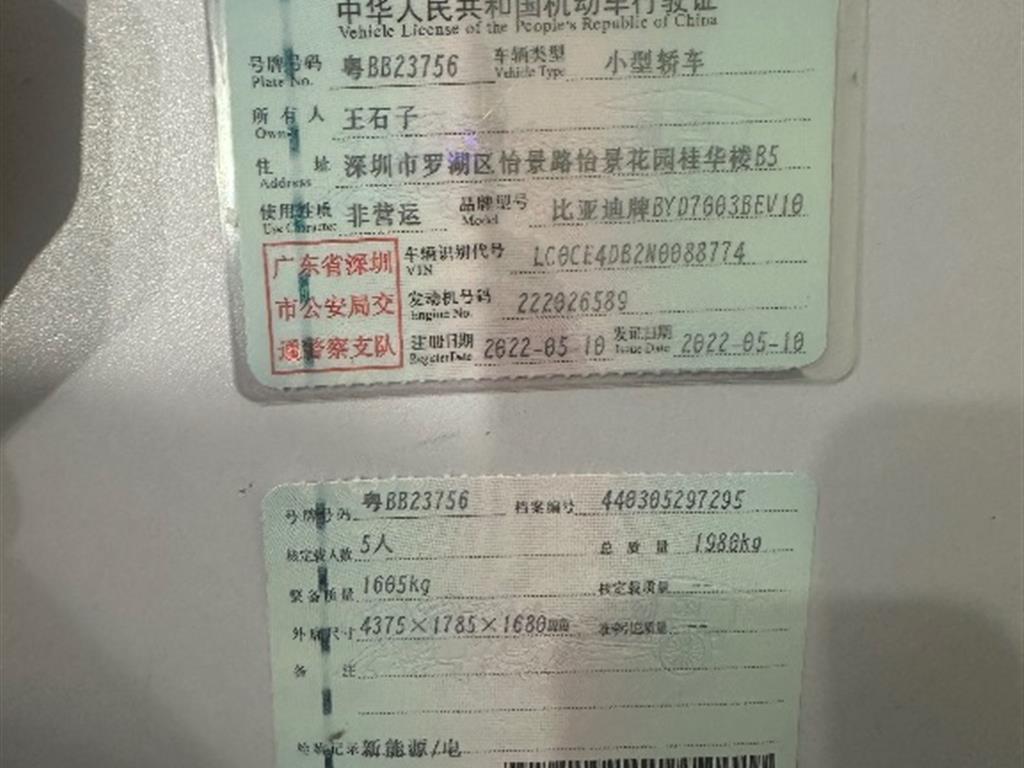 中华人民共和国机动车行驶证
Vehicle License of the People's Republic of China
号牌号码 粤BB23756 车辆类型 小型轿车
Plate No. Vehicle Type
所有人 王石子
Owner
住址 深圳市罗湖区怡景路怡景花园桂华楼B5
Address
使用性质 非营运 品牌型号 比亚迪牌BYD7003BEV10
Use Character Model
广东省深圳
市公安局交
通警察支队
车辆识别代号 LC0CE4DB2N0088774
VIN
发动机号码 222026589
Engine No.
注册日期 2022-05-10 发证日期 2022-05-10
Register Date Issue Date
号牌号码 粤BB23756 档案编号 440305297295
核定载人数 5人 总质量 1980kg
整备质量 1605kg 核定载质量 --
外廓尺寸 4375×1785×1680mm 准牵引总质量 --
备注
检验记录